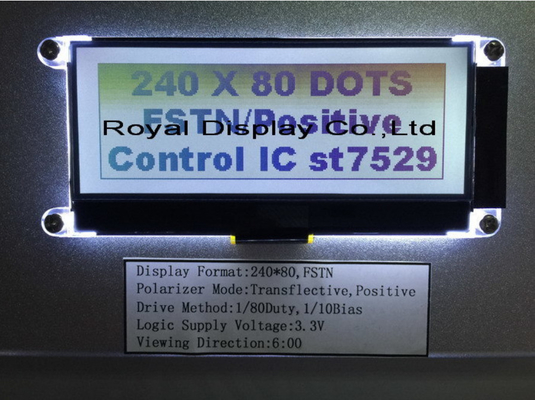 240 X 80 DOTS
FSTN/Positive
Royal Display Co.,Ltd
Control IC st7529
Display Format:240*80,FSTN
Polarizer Mode:Transflective,Positive
Drive Method:1/80Duty,1/10Bias
Logic Supply Voltage:3.3V
Viewing Direction:6:00